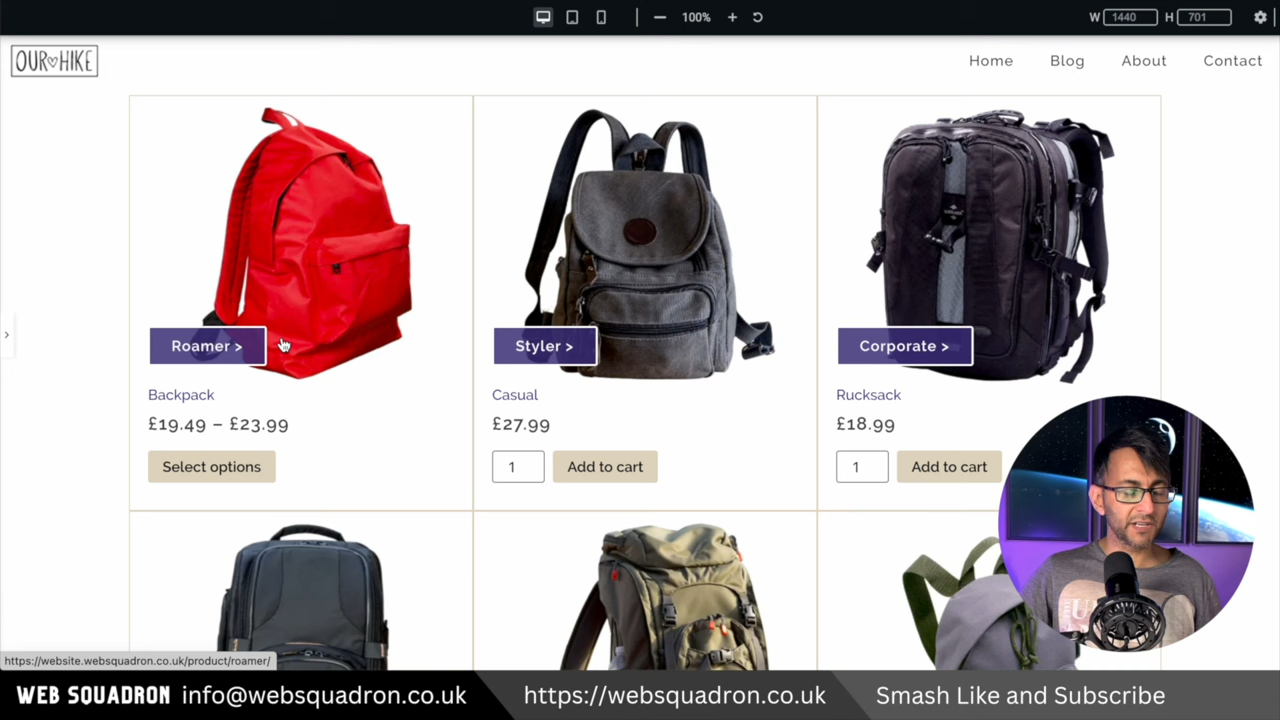 100%
W 1440 H 701
OUR HIKE
Home Blog About Contact
Roamer >
Backpack
£19.49 – £23.99
Select options
Styler >
Casual
£27.99
1 Add to cart
Corporate >
Rucksack
£18.99
1 Add to cart
https://website.websquadron.co.uk/product/roamer/
WEB SQUADRON info@websquadron.co.uk https://websquadron.co.uk Smash Like and Subscribe